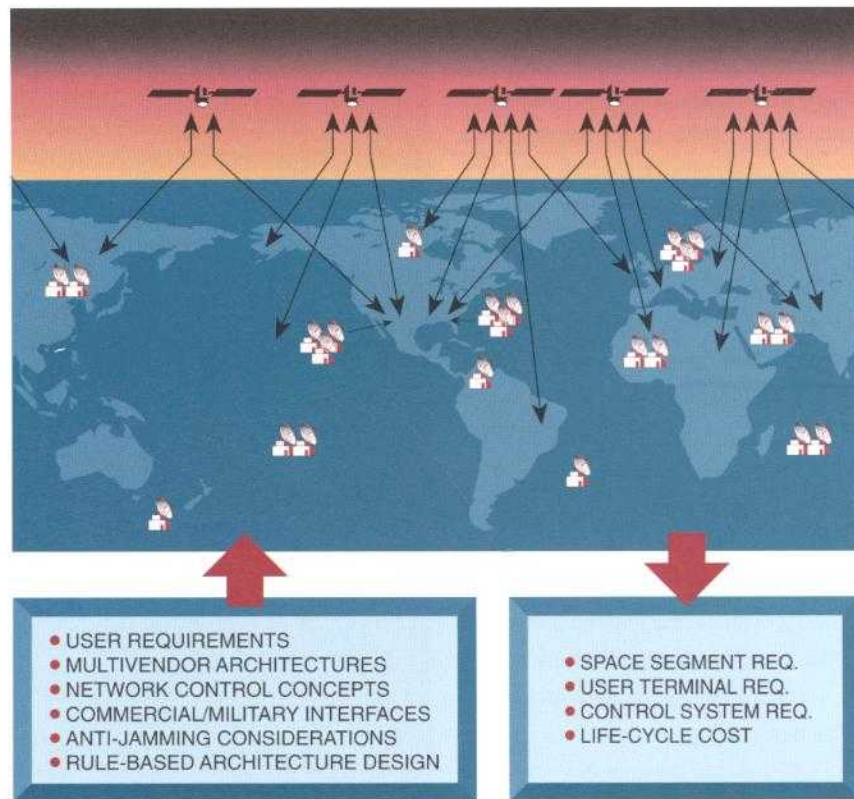 • USER REQUIREMENTS
• MULTIVENDOR ARCHITECTURES
• NETWORK CONTROL CONCEPTS
• COMMERCIAL/MILITARY INTERFACES
• ANTI-JAMMING CONSIDERATIONS
• RULE-BASED ARCHITECTURE DESIGN
• SPACE SEGMENT REQ.
• USER TERMINAL REQ.
• CONTROL SYSTEM REQ.
• LIFE-CYCLE COST